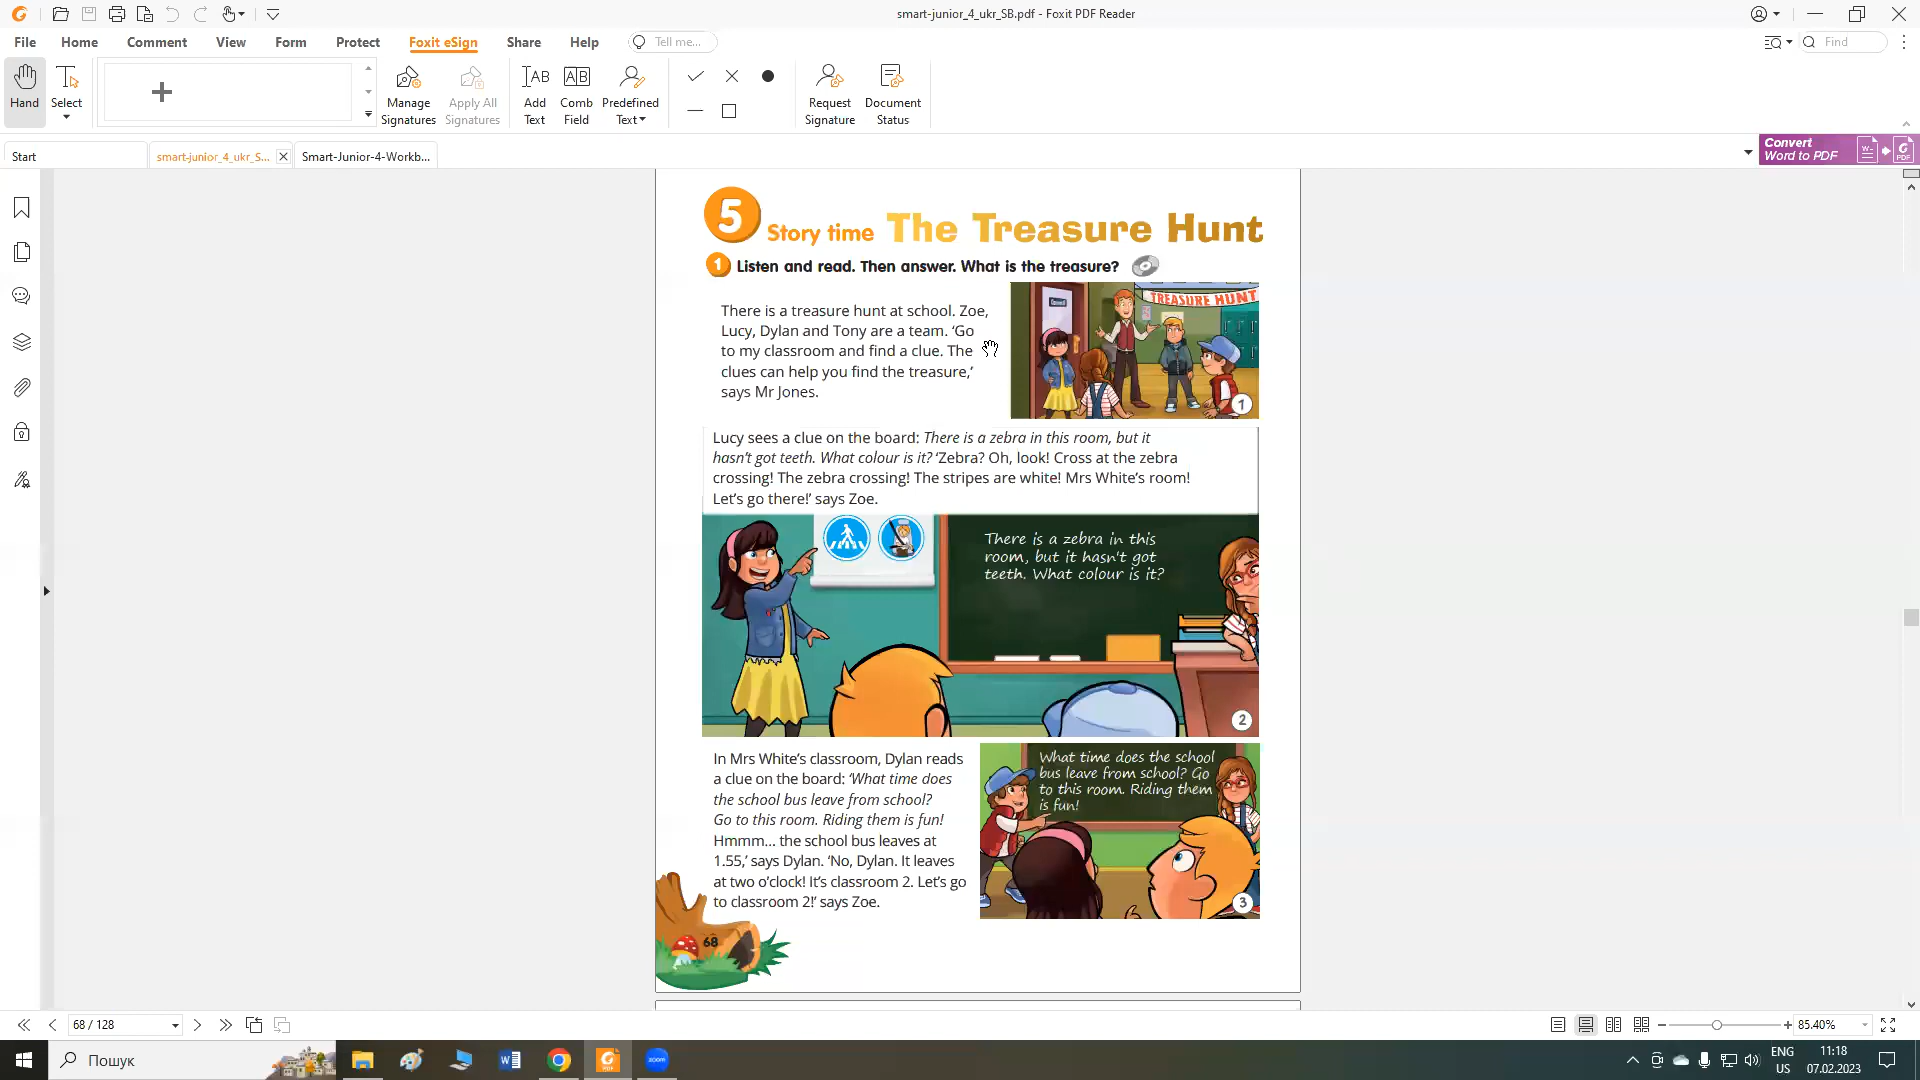 smart-junior_4_ukr_SB.pdf - Foxit PDF Reader
File Home Comment View Form Protect Foxit eSign Share Help Tell me... Find
Hand Select Manage Signatures Apply All Signatures Add Text Comb Field Predefined Text Request Signature Document Status
Start smart-junior_4_ukr_S... Smart-Junior-4-Workb... Convert Word to PDF
5 Story time The Treasure Hunt
1 Listen and read. Then answer. What is the treasure?
There is a treasure hunt at school. Zoe,
Lucy, Dylan and Tony are a team. ‘Go
to my classroom and find a clue. The
clues can help you find the treasure,’
says Mr Jones.
TREASURE HUNT
1
Lucy sees a clue on the board: There is a zebra in this room, but it
hasn’t got teeth. What colour is it? ‘Zebra? Oh, look! Cross at the zebra
crossing! The zebra crossing! The stripes are white! Mrs White’s room!
Let’s go there!’ says Zoe.
There is a zebra in this
room, but it hasn't got
teeth. What colour is it?
2
In Mrs White’s classroom, Dylan reads
a clue on the board: ‘What time does
the school bus leave from school?
Go to this room. Riding them is fun!
Hmmm... the school bus leaves at
1.55,’ says Dylan. ‘No, Dylan. It leaves
at two o’clock! It’s classroom 2. Let’s go
to classroom 2!’ says Zoe.
What time does the school
bus leave from school? Go
to this room. Riding them
is fun!
3
68
68 / 128 85.40%
Пошук ENG US 11:18 07.02.2023